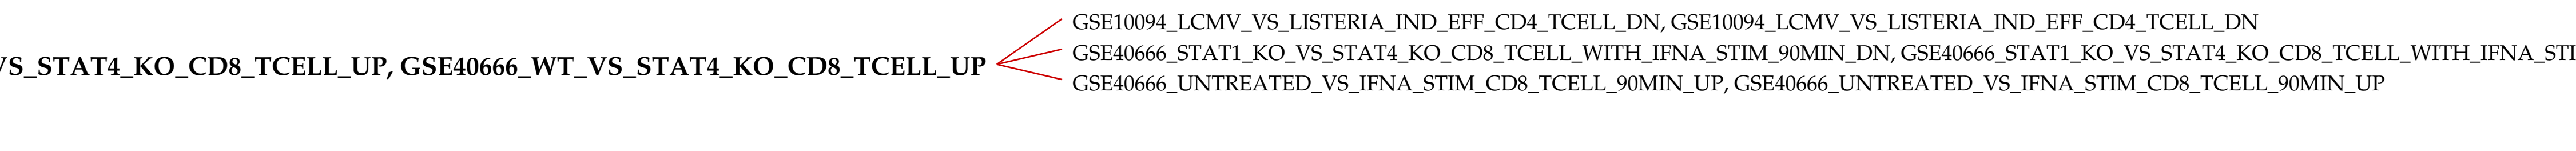 GSE10094_LCMV_VS_LISTERIA_IND_EFF_CD4_TCELL_DN, GSE10094_LCMV_VS_LISTERIA_IND_EFF_CD4_TCELL_DN
GSE40666_STAT1_KO_VS_STAT4_KO_CD8_TCELL_WITH_IFNA_STIM_90MIN_DN, GSE40666_STAT1_KO_VS_STAT4_KO_CD8_TCELL_WITH_IFNA_STI
VS_STAT4_KO_CD8_TCELL_UP, GSE40666_WT_VS_STAT4_KO_CD8_TCELL_UP
GSE40666_UNTREATED_VS_IFNA_STIM_CD8_TCELL_90MIN_UP, GSE40666_UNTREATED_VS_IFNA_STIM_CD8_TCELL_90MIN_UP